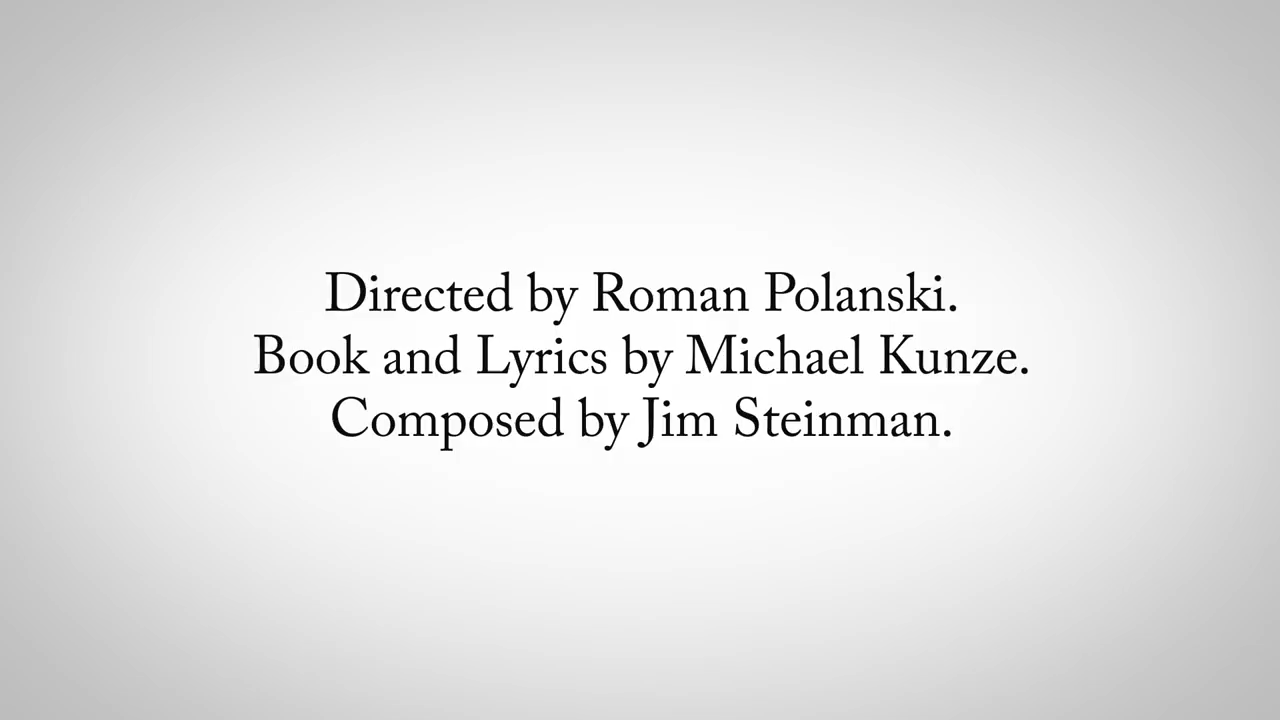 Directed by Roman Polanski.
Book and Lyrics by Michael Kunze.
Composed by Jim Steinman.